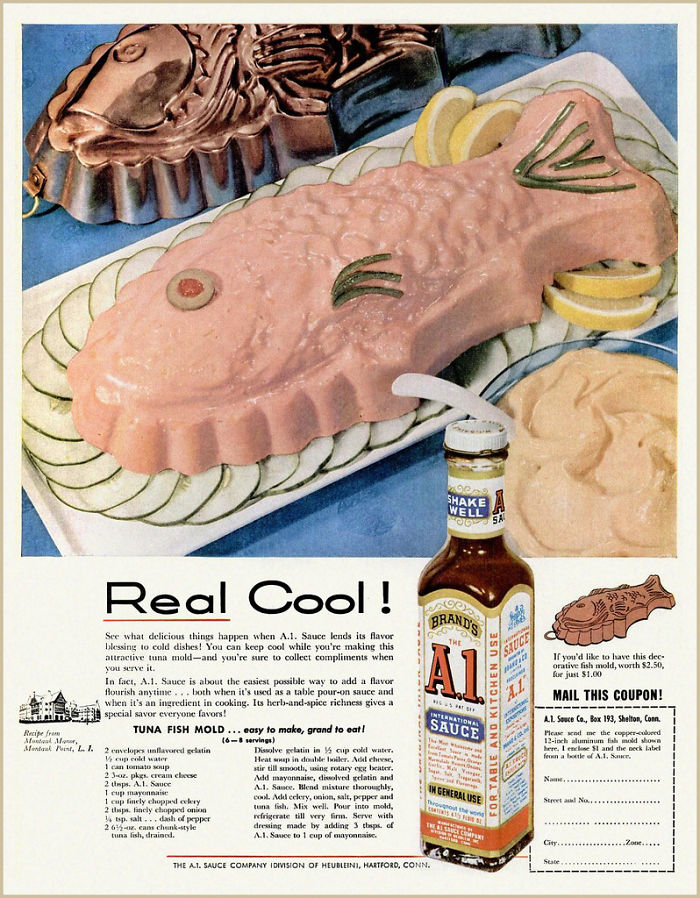 Real Cool!
See what delicious things happen when A.1. Sauce lends its flavor
blessing to cold dishes! You can keep cool while you're making this
attractive tuna mold—and you're sure to collect compliments when
you serve it.
In fact, A.1. Sauce is about the easiest possible way to add a flavor
flourish anytime . . . both when it's used as a table pour-on sauce and
when it's an ingredient in cooking. Its herb-and-spice richness gives a
special savor everyone favors!
Recipe from
Montauk Manor,
Montauk Point, L. I.
TUNA FISH MOLD . . . easy to make, grand to eat!
(6—8 servings)
2 envelopes unflavored gelatin
½ cup cold water
1 can tomato soup
2 3-oz. pkgs. cream cheese
2 tbsps. A.1. Sauce
1 cup mayonnaise
1 cup finely chopped celery
2 tbsps. finely chopped onion
¼ tsp. salt . . . dash of pepper
2 6½-oz. cans chunk-style
tuna fish, drained.
Dissolve gelatin in ½ cup cold water.
Heat soup in double boiler. Add cheese,
stir till smooth, using rotary egg beater.
Add mayonnaise, dissolved gelatin and
A.1. Sauce. Blend mixture thoroughly,
cool. Add celery, onion, salt, pepper and
tuna fish. Mix well. Pour into mold,
refrigerate till very firm. Serve with
dressing made by adding 3 tbsps. of
A.1. Sauce to 1 cup of mayonnaise.
THE A.1. SAUCE COMPANY (DIVISION OF HEUBLEIN), HARTFORD, CONN.
SHAKE
WELL
A
SA
BRAND'S
THE
A.1.
REG. U.S. PAT. OFF.
INTERNATIONAL
SAUCE
IN GENERAL USE
Throughout the world
FOR TABLE AND KITCHEN USE
MANUFACTURED BY
THE A1 SAUCE COMPANY
If you'd like to have this dec-
orative fish mold, worth $2.50,
for just $1.00
MAIL THIS COUPON!
A.1. Sauce Co., Box 193, Shelton, Conn.
Please send me the copper-colored
12-inch aluminum fish mold shown
here. I enclose $1 and the neck label
from a bottle of A.1. Sauce.
Name
Street and No.
City Zone
State